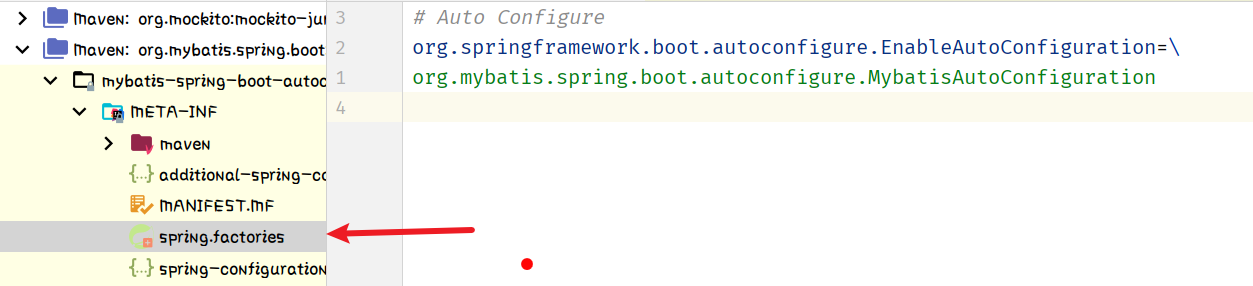 Maven: org.mockito:mockito-ju
Maven: org.mybatis.spring.boot
mybatis-spring-boot-autoc
META-INF
maven
additional-spring-co
MANIFEST.MF
spring.factories
spring-configuration
3 # Auto Configure
2 org.springframework.boot.autoconfigure.EnableAutoConfiguration=\
1 org.mybatis.spring.boot.autoconfigure.MybatisAutoConfiguration
4